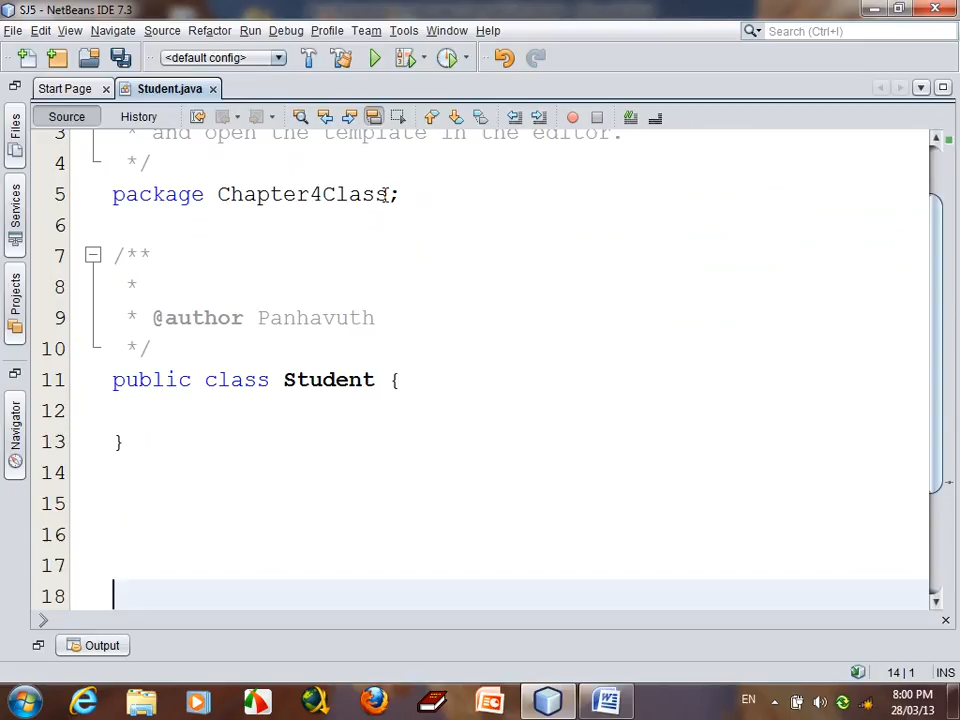 SJ5 - NetBeans IDE 7.3
File Edit View Navigate Source Refactor Run Debug Profile Team Tools Window Help
Search (Ctrl+I)
<default config>
Start Page
Student.java
Source
History
Files
Services
Projects
Navigator
3 * and open the template in the editor.
4 */
5 package Chapter4Class;
6
7 /**
8 *
9 * @author Panhavuth
10 */
11 public class Student {
12
13 }
14
15
16
17
18
Output
14 | 1 INS
EN
8:00 PM
28/03/13